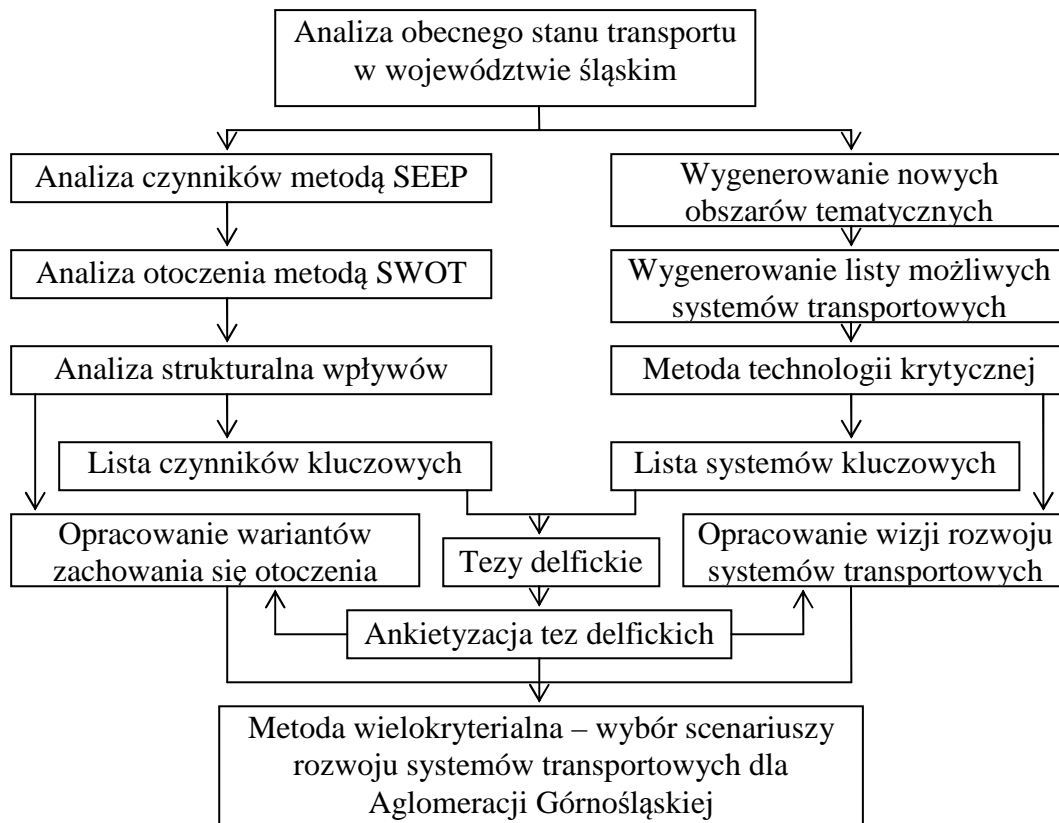 Analiza obecnego stanu transportu
w województwie śląskim
Analiza czynników metodą SEEP
Wygenerowanie nowych
obszarów tematycznych
Analiza otoczenia metodą SWOT
Wygenerowanie listy możliwych
systemów transportowych
Analiza strukturalna wpływów
Metoda technologii krytycznej
Lista czynników kluczowych
Lista systemów kluczowych
Opracowanie wariantów
zachowania się otoczenia
Tezy delfickie
Opracowanie wizji rozwoju
systemów transportowych
Ankietyzacja tez delfickich
Metoda wielokryterialna – wybór scenariuszy
rozwoju systemów transportowych dla
Aglomeracji Górnośląskiej